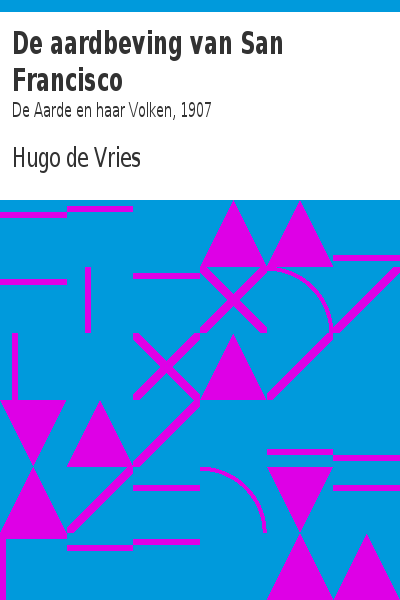 De aardbeving van San
Francisco
De Aarde en haar Volken, 1907
Hugo de Vries